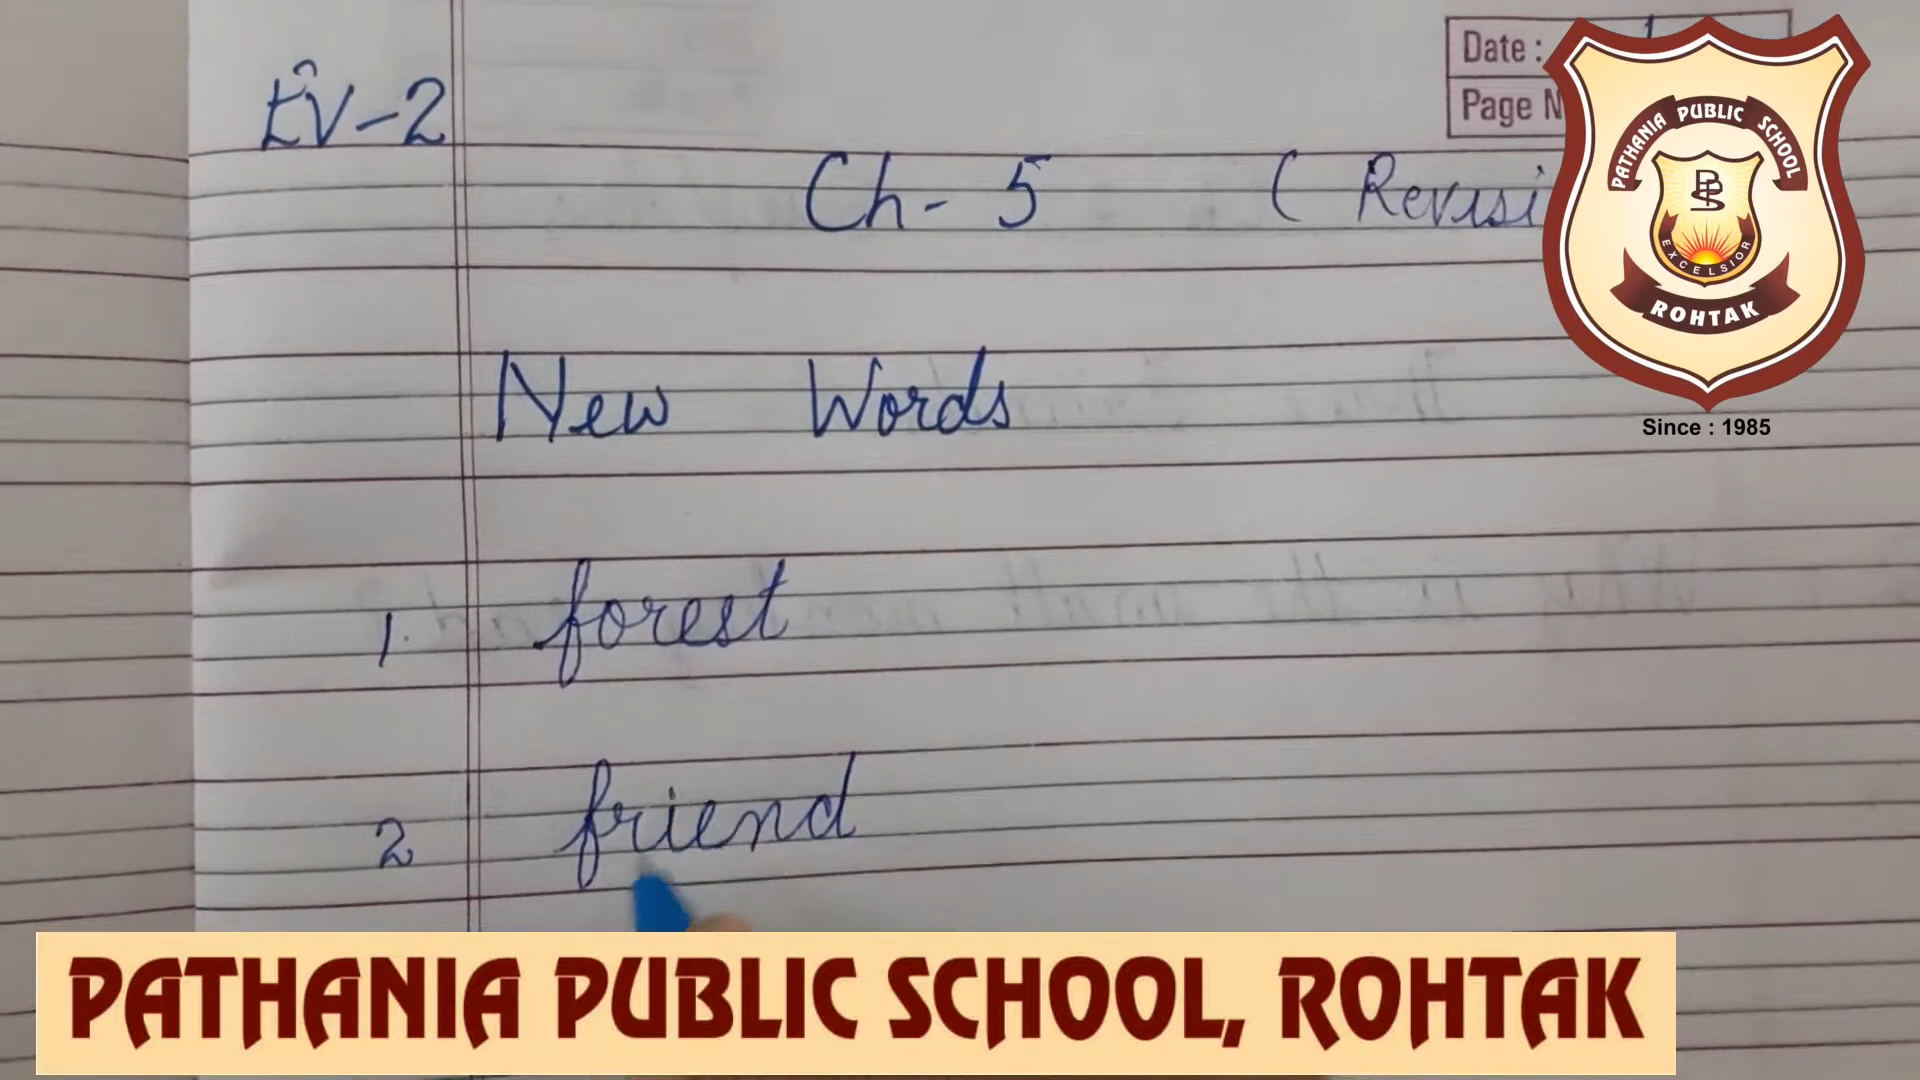 Date :
Page N
EV-2
Ch- 5 ( Revisi
New Words
1. forest
2 friend
PATHANIA PUBLIC SCHOOL
PBS
EXCELSIOR
ROHTAK
Since : 1985
PATHANIA PUBLIC SCHOOL, ROHTAK